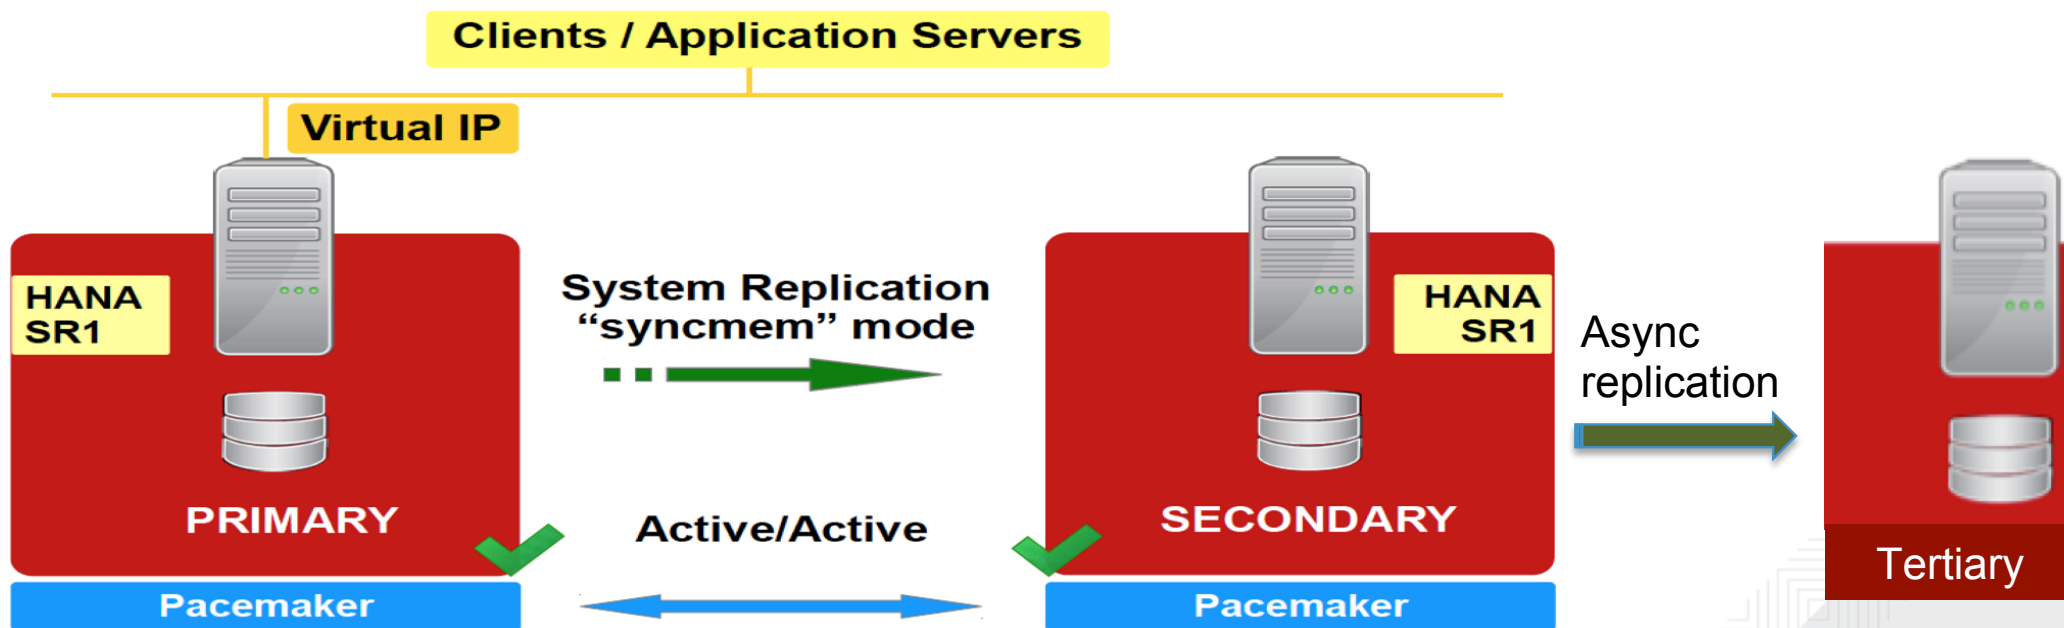 Clients / Application Servers
Virtual IP
HANA
SR1
System Replication
“syncmem” mode
HANA
SR1
Async
replication
PRIMARY
Active/Active
SECONDARY
Tertiary
Pacemaker
Pacemaker